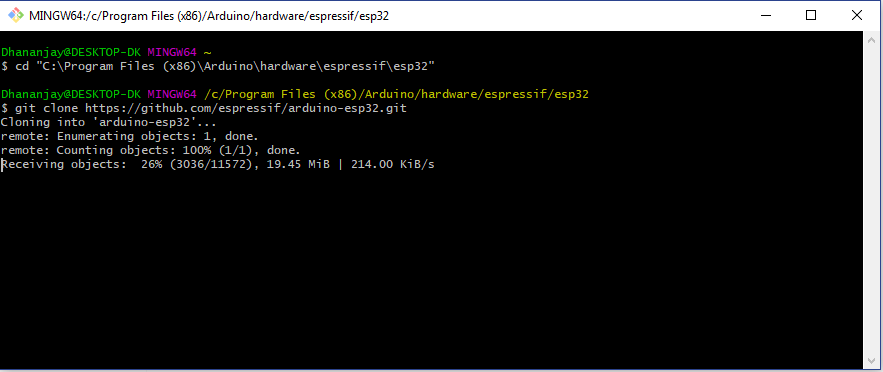 MINGW64:/c/Program Files (x86)/Arduino/hardware/espressif/esp32
Dhananjay@DESKTOP-DK MINGW64 ~
$ cd "C:\Program Files (x86)\Arduino\hardware\espressif\esp32"
Dhananjay@DESKTOP-DK MINGW64 /c/Program Files (x86)/Arduino/hardware/espressif/esp32
$ git clone https://github.com/espressif/arduino-esp32.git
Cloning into 'arduino-esp32'...
remote: Enumerating objects: 1, done.
remote: Counting objects: 100% (1/1), done.
Receiving objects:  26% (3036/11572), 19.45 MiB | 214.00 KiB/s